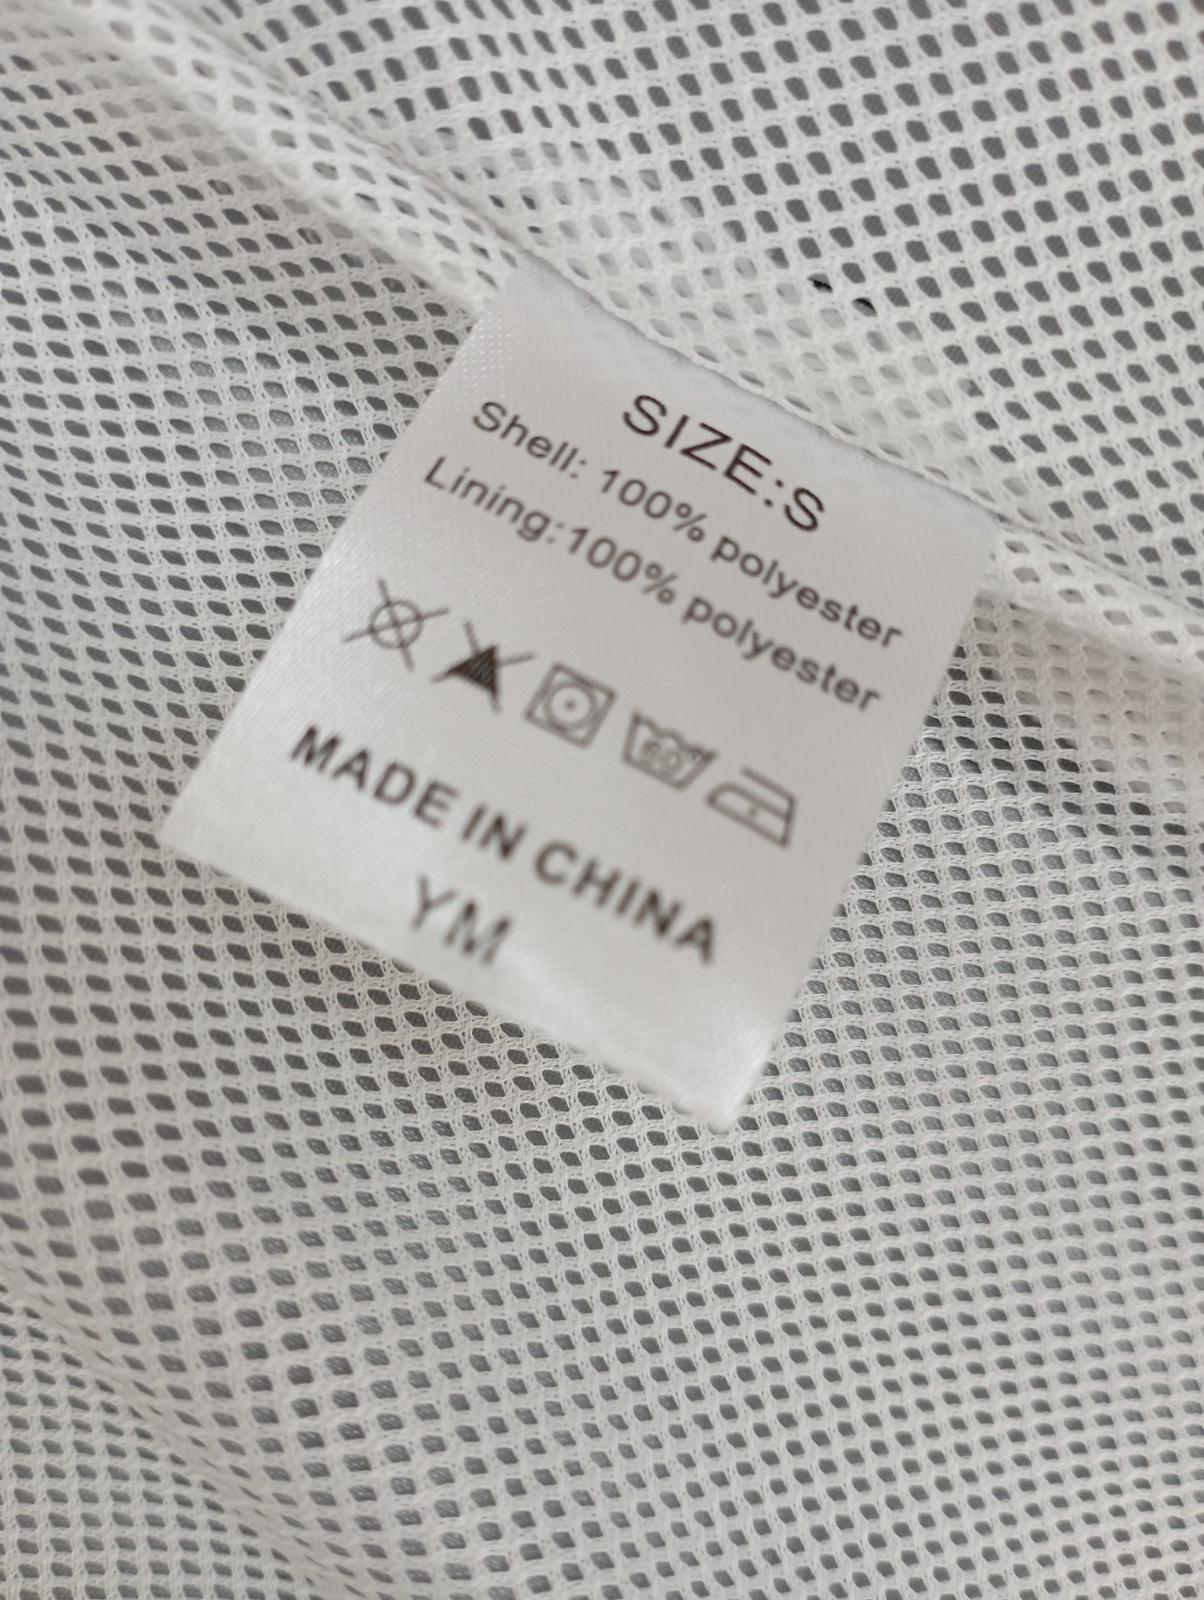 SIZE:S
Shell: 100% polyester
Lining:100% polyester
MADE IN CHINA
YM